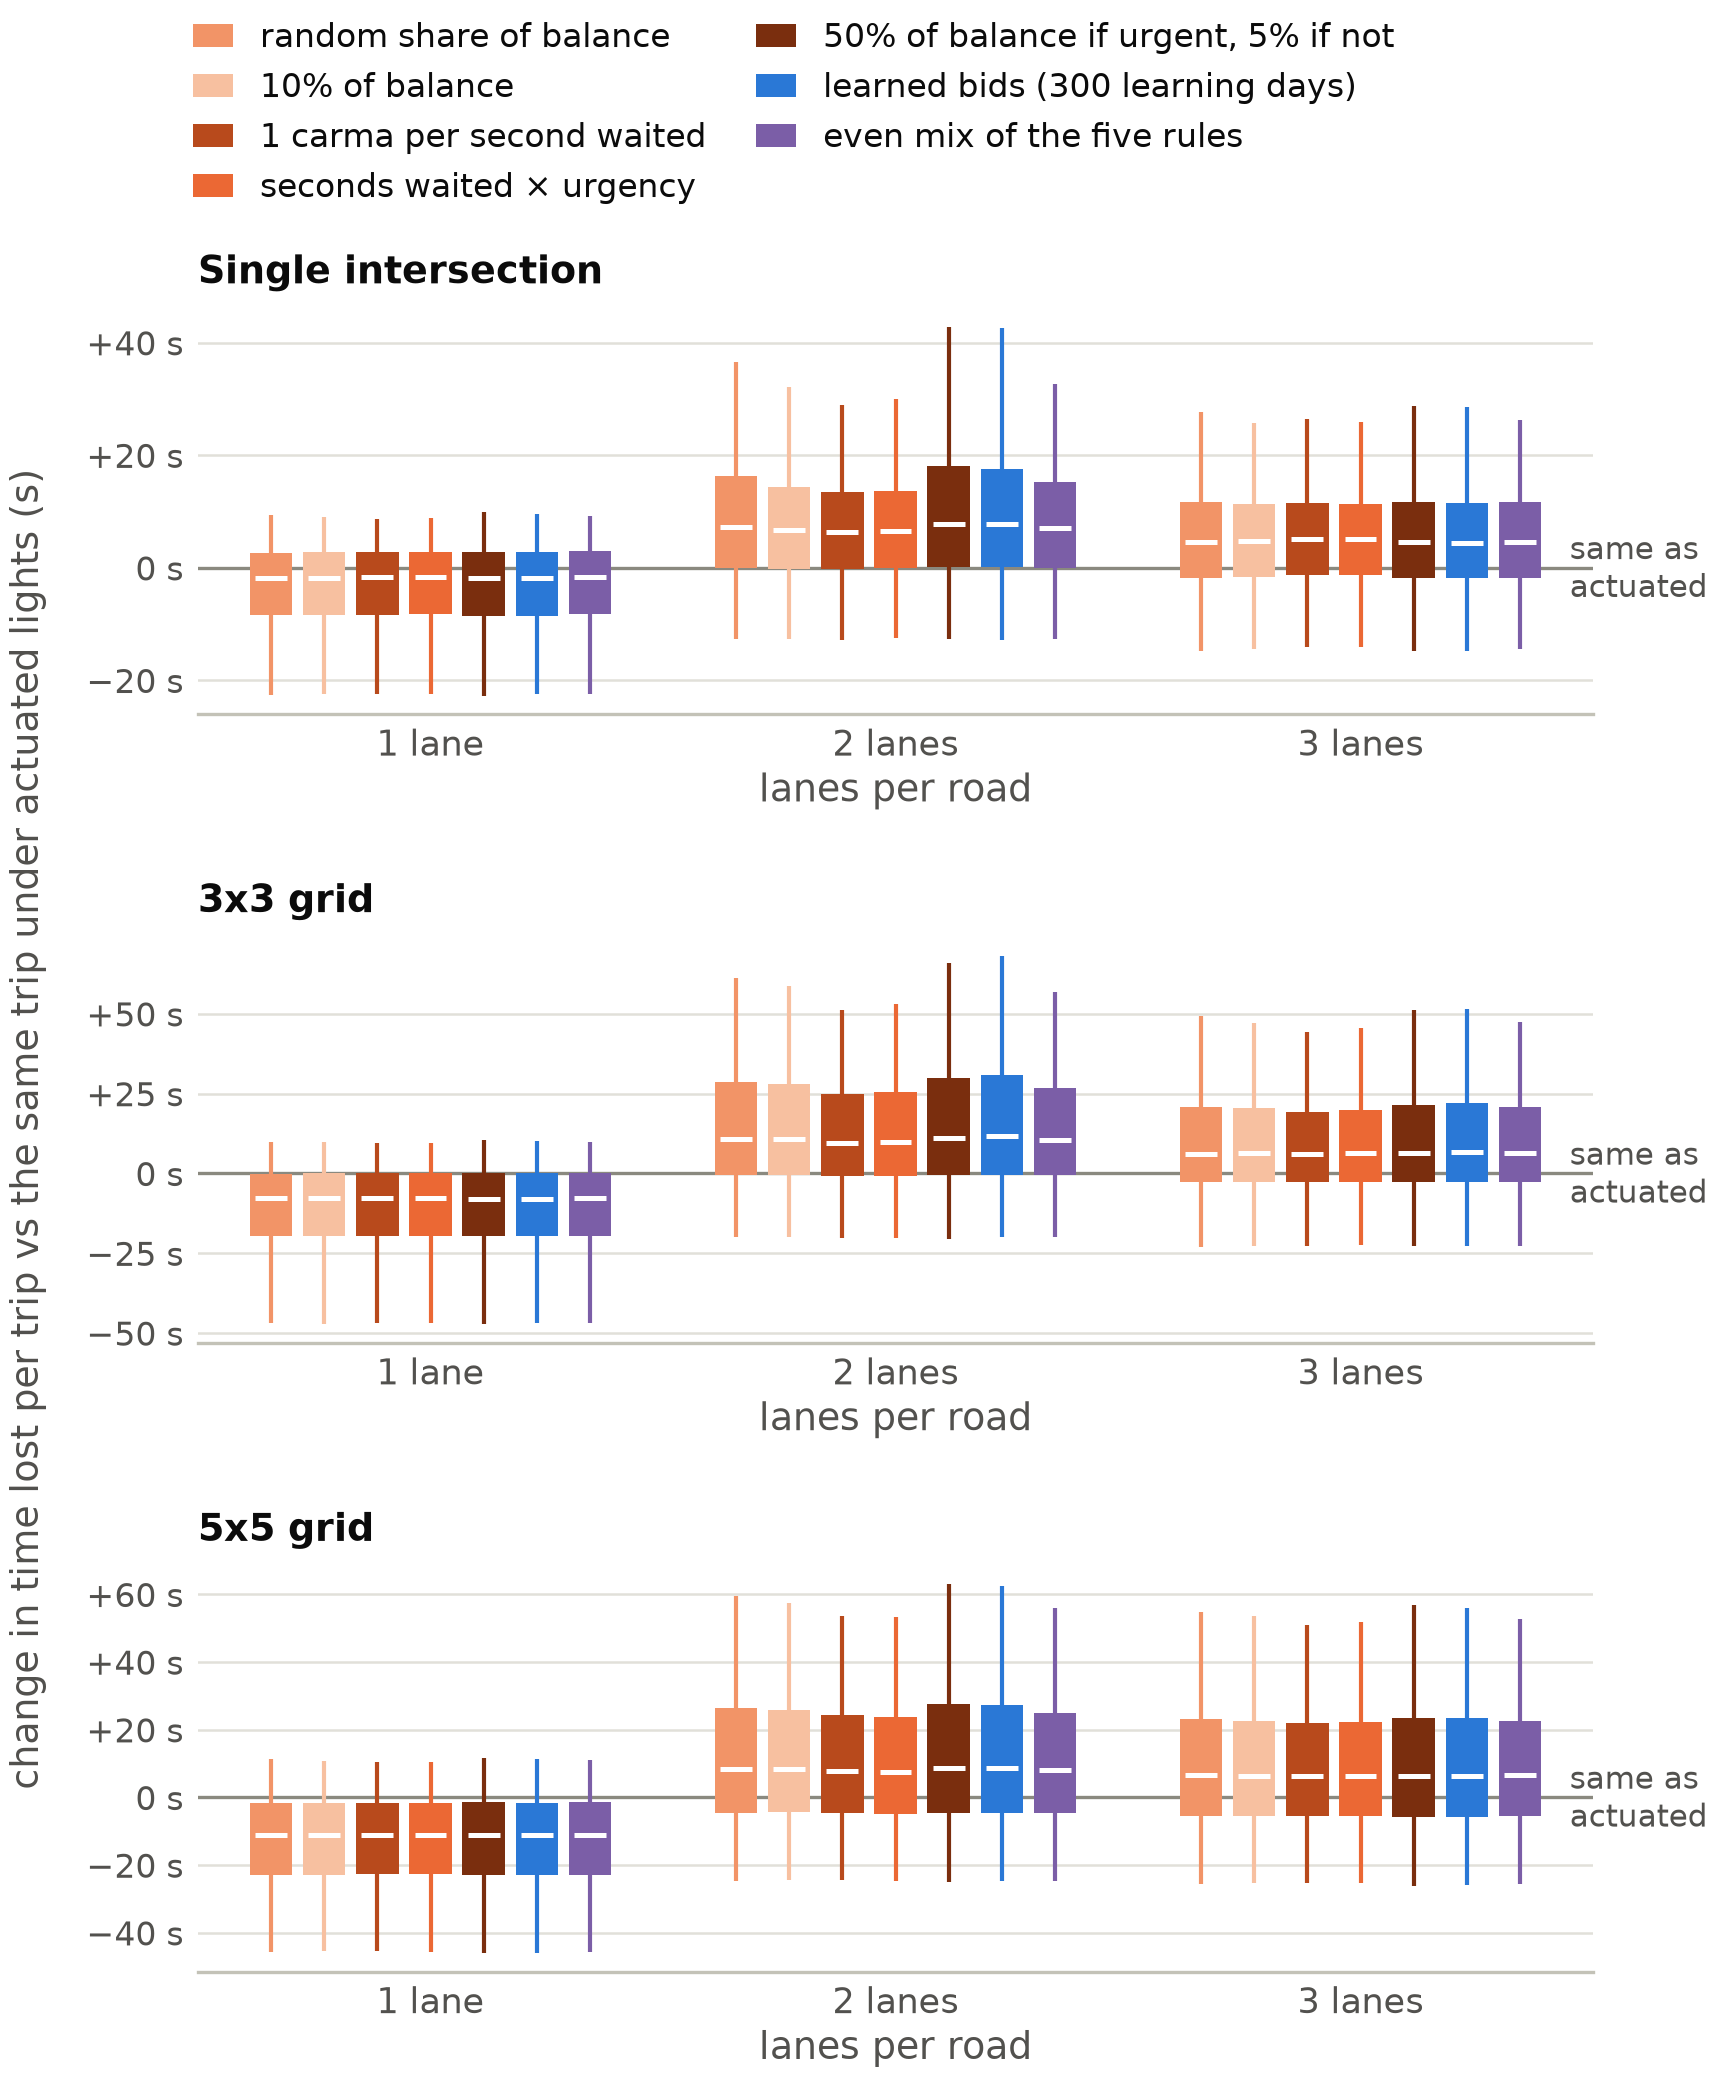 random share of balance
10% of balance
1 carma per second waited
seconds waited × urgency
50% of balance if urgent, 5% if not
learned bids (300 learning days)
even mix of the five rules
change in time lost per trip vs the same trip under actuated lights (s)
Single intersection
+40 s
+20 s
0 s
−20 s
same as
actuated
1 lane
2 lanes
3 lanes
lanes per road
3x3 grid
+50 s
+25 s
0 s
−25 s
−50 s
same as
actuated
1 lane
2 lanes
3 lanes
lanes per road
5x5 grid
+60 s
+40 s
+20 s
0 s
−20 s
−40 s
same as
actuated
1 lane
2 lanes
3 lanes
lanes per road